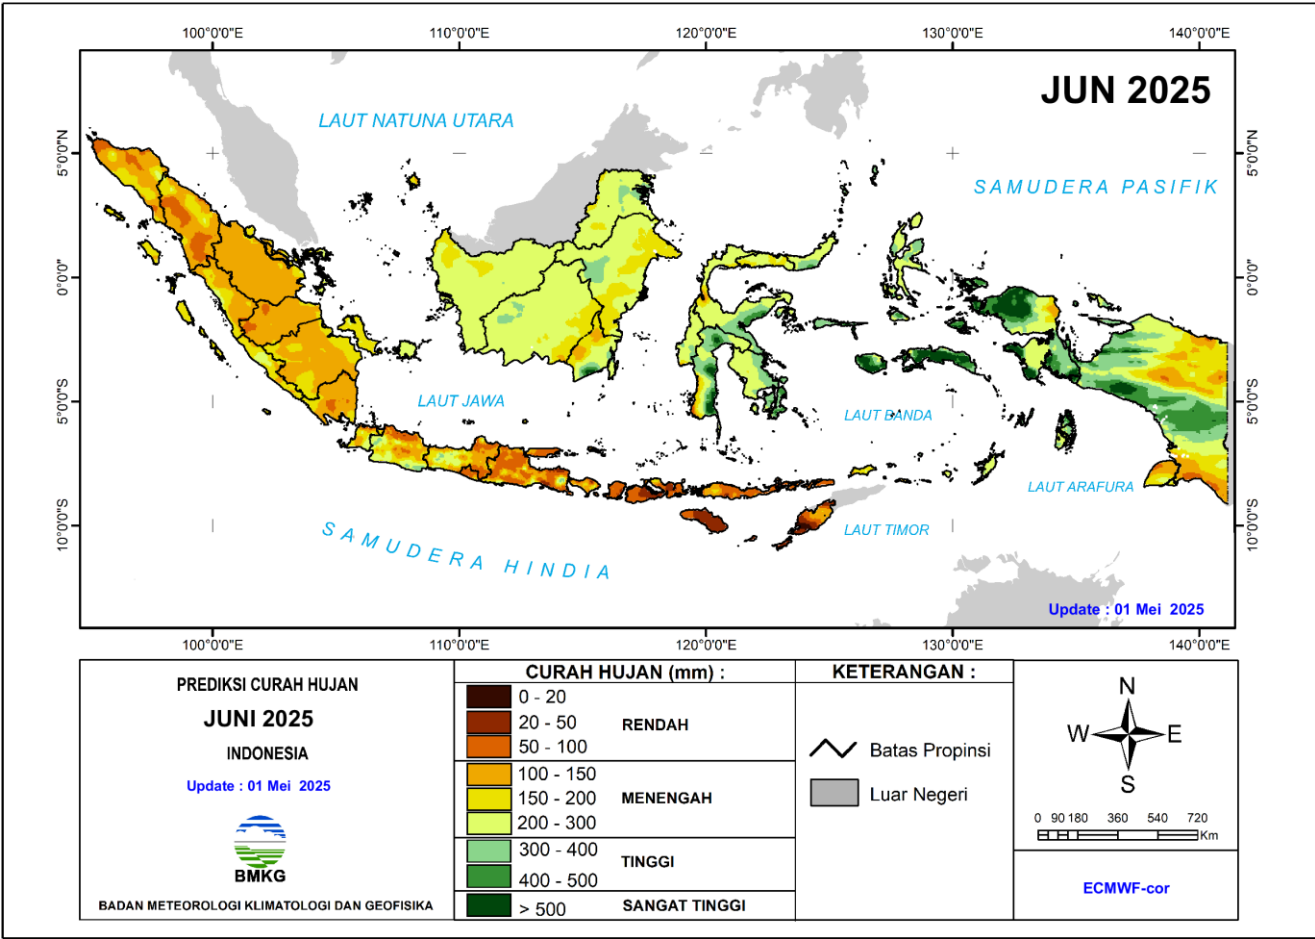 100°0'0"E 110°0'0"E 120°0'0"E 130°0'0"E 140°0'0"E
JUN 2025
LAUT NATUNA UTARA
SAMUDERA PASIFIK
5°0'0"N 5°0'0"N
0°0'0" 0°0'0"
5°0'0"S 5°0'0"S
10°0'0"S 10°0'0"S
LAUT JAWA
LAUT BANDA
LAUT ARAFURA
LAUT TIMOR
SAMUDERA HINDIA
Update : 01 Mei 2025
100°0'0"E 110°0'0"E 120°0'0"E 130°0'0"E 140°0'0"E
PREDIKSI CURAH HUJAN
JUNI 2025
INDONESIA
Update : 01 Mei 2025
BMKG
BADAN METEOROLOGI KLIMATOLOGI DAN GEOFISIKA
CURAH HUJAN (mm) :
0 - 20
20 - 50
50 - 100
RENDAH
100 - 150
150 - 200
200 - 300
MENENGAH
300 - 400
400 - 500
TINGGI
> 500
SANGAT TINGGI
KETERANGAN :
Batas Propinsi
Luar Negeri
N
W E
S
0 90 180 360 540 720
Km
ECMWF-cor